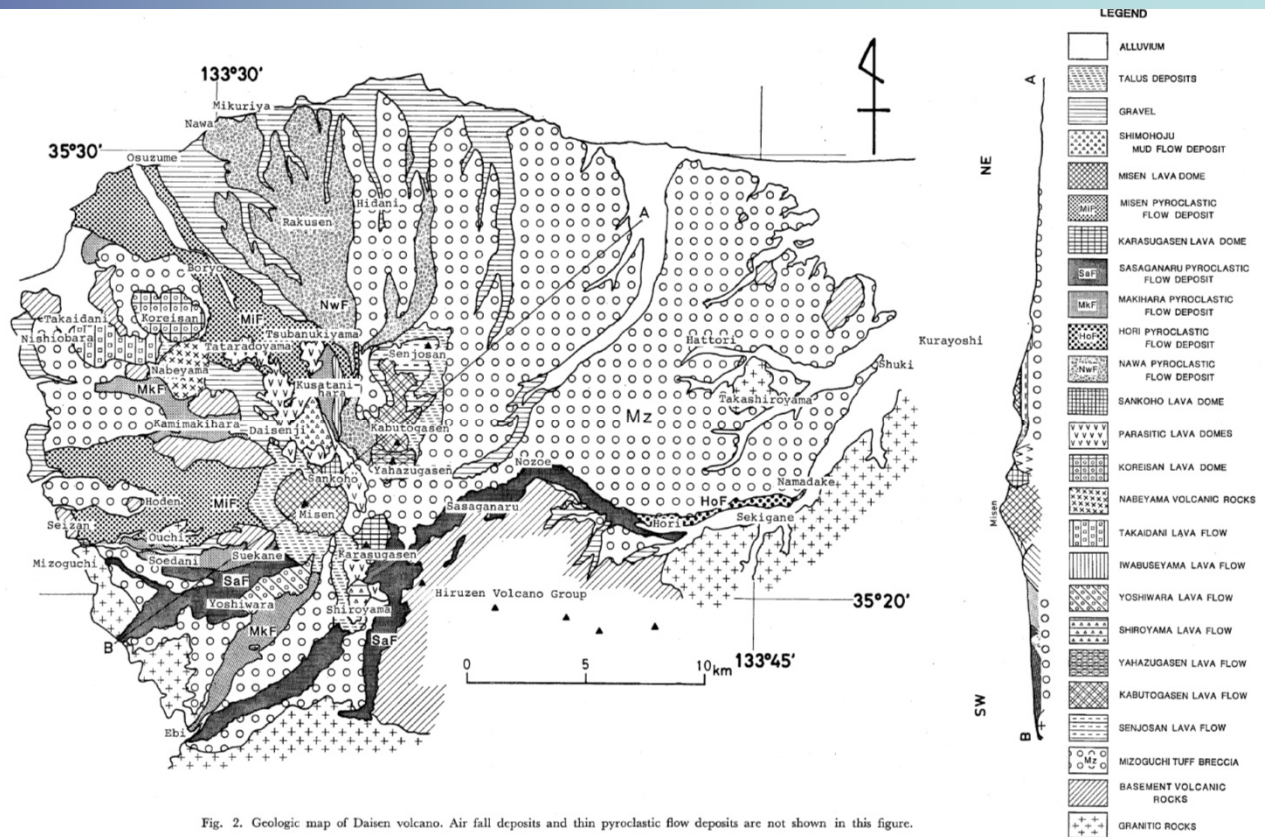 LEGEND
133°30'
Mikuriya
Nawa
35°30'
Osuzume
Rakusen
Hidani
A
Boryo
Takaidani
Koreisan
MiF
NwF
Tsubanukiyama
Nishiobara
Tataradoyama
Senjosan
Hattori
Kurayoshi
Nabeyama
Shuki
MkF
Kusatani-
hara
Takashiroyama
Kamimakihara
Daisenji
Kabutogasen
Mz
Yahazugasen
Nozoe
Sankoho
Namadake
Hoden
MiF
Misen
Sasaganaru
HoF
Hori
Sekigane
Seizan
Ouchi
Mizoguchi
Soedani
Suekane
Karasugasen
SaF
Yoshiwara
Hiruzen Volcano Group
Shiroyama
35°20'
B
MkF
SaF
0 5 10 km
133°45'
Ebi
A
NE
Misen
SW
B
ALLUVIUM
TALUS DEPOSITS
GRAVEL
SHIMOHOJU
MUD FLOW DEPOSIT
MISEN LAVA DOME
MiF
MISEN PYROCLASTIC
FLOW DEPOSIT
KARASUGASEN LAVA DOME
SaF
SASAGANARU PYROCLASTIC
FLOW DEPOSIT
MkF
MAKIHARA PYROCLASTIC
FLOW DEPOSIT
HoF
HORI PYROCLASTIC
FLOW DEPOSIT
NwF
NAWA PYROCLASTIC
FLOW DEPOSIT
SANKOHO LAVA DOME
PARASITIC LAVA DOMES
KOREISAN LAVA DOME
NABEYAMA VOLCANIC ROCKS
TAKAIDANI LAVA FLOW
IWABUSEYAMA LAVA FLOW
YOSHIWARA LAVA FLOW
SHIROYAMA LAVA FLOW
YAHAZUGASEN LAVA FLOW
KABUTOGASEN LAVA FLOW
SENJOSAN LAVA FLOW
Mz
MIZOGUCHI TUFF BRECCIA
BASEMENT VOLCANIC
ROCKS
GRANITIC ROCKS
Fig. 2. Geologic map of Daisen volcano. Air fall deposits and thin pyroclastic flow deposits are not shown in this figure.